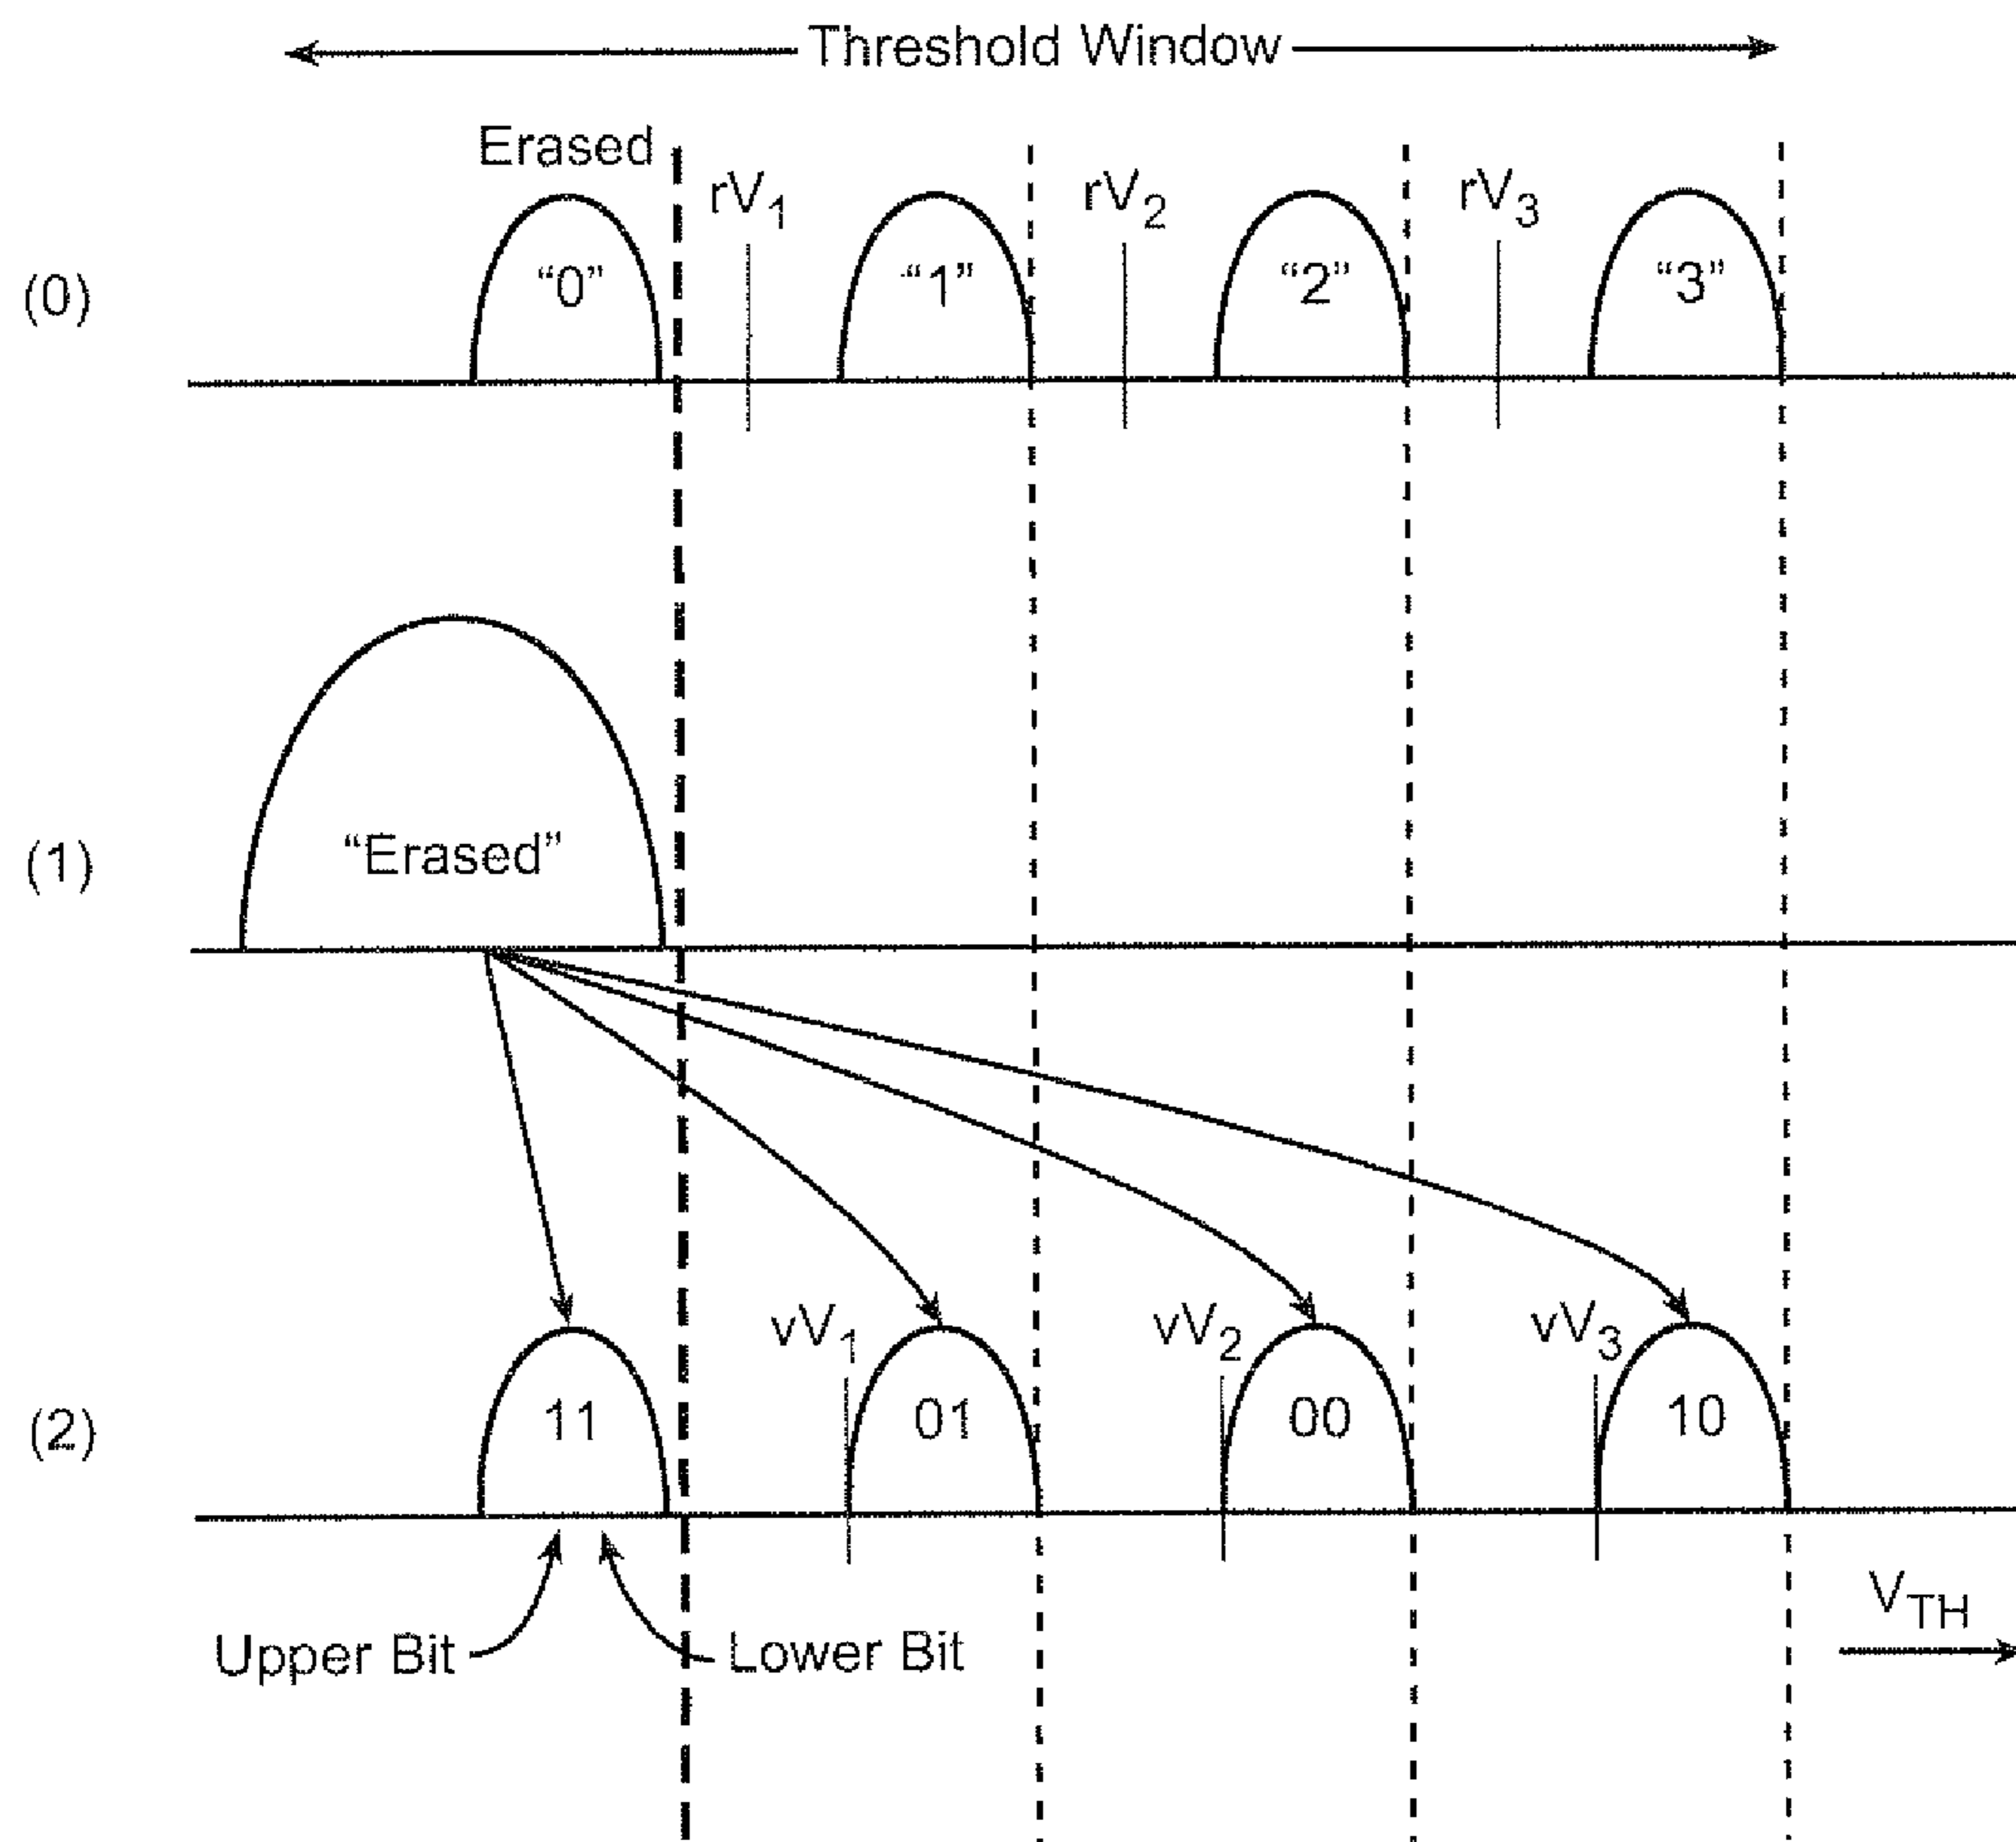 Threshold Window
Erased
rV1 rV2 rV3
(0) “0” “1” “2” “3”
(1) “Erased”
vV1 vV2 vV3
(2) 11 01 00 10
VTH
Upper Bit Lower Bit